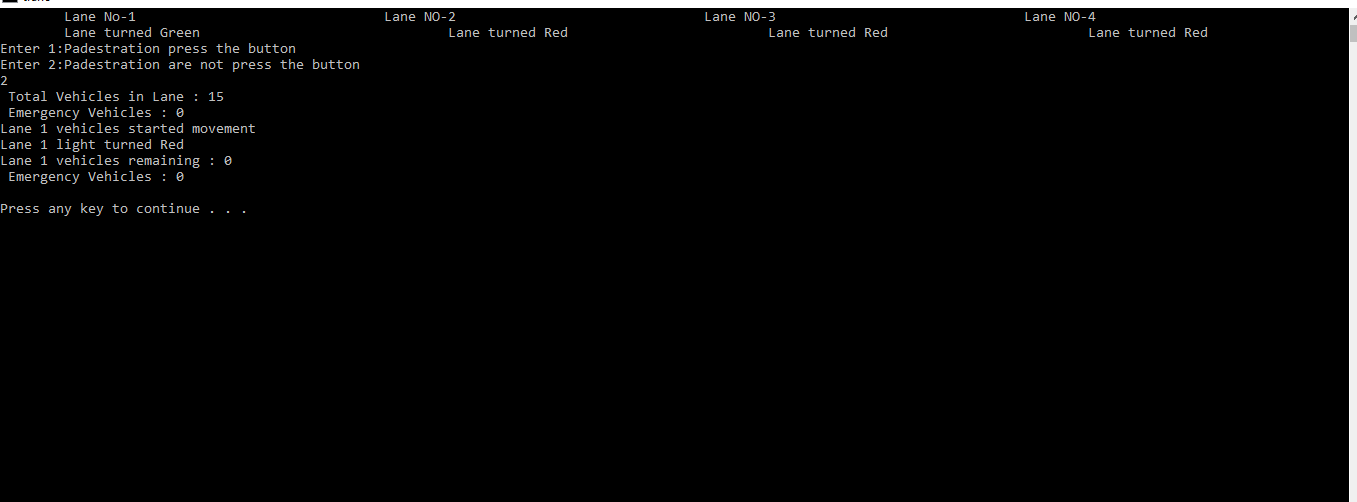 Lane No-1 Lane NO-2 Lane NO-3 Lane NO-4
Lane turned Green Lane turned Red Lane turned Red Lane turned Red
Enter 1:Padestration press the button
Enter 2:Padestration are not press the button
2
Total Vehicles in Lane : 15
Emergency Vehicles : 0
Lane 1 vehicles started movement
Lane 1 light turned Red
Lane 1 vehicles remaining : 0
Emergency Vehicles : 0
Press any key to continue . . .